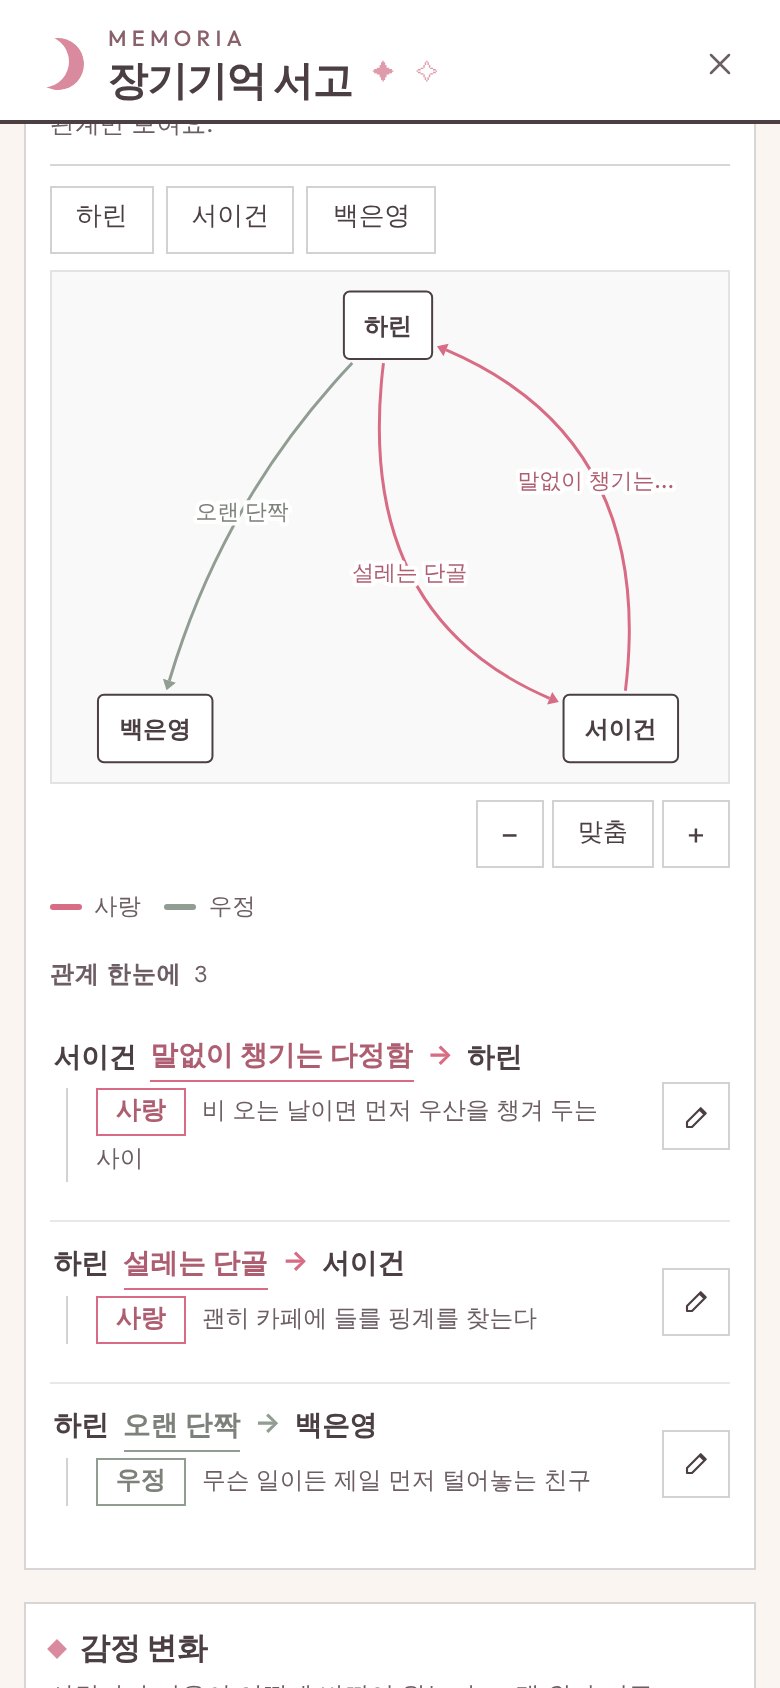 MEMORIA
장기기억 서고
관계만 보여요.
하린 서이건 백은영
하린
말없이 챙기는...
오랜 단짝
설레는 단골
백은영
서이건
− 맞춤 +
사랑 우정
관계 한눈에 3
서이건 말없이 챙기는 다정함 → 하린
사랑 비 오는 날이면 먼저 우산을 챙겨 두는
사이
하린 설레는 단골 → 서이건
사랑 괜히 카페에 들를 핑계를 찾는다
하린 오랜 단짝 → 백은영
우정 무슨 일이든 제일 먼저 털어놓는 친구
감정 변화